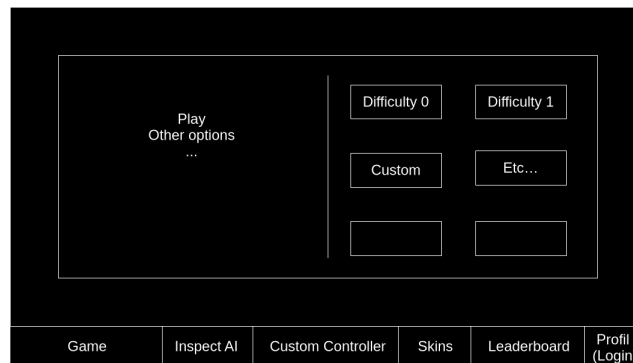 Play
Other options
...
Difficulty 0
Difficulty 1
Custom
Etc...
Game
Inspect AI
Custom Controller
Skins
Leaderboard
Profil
(Login